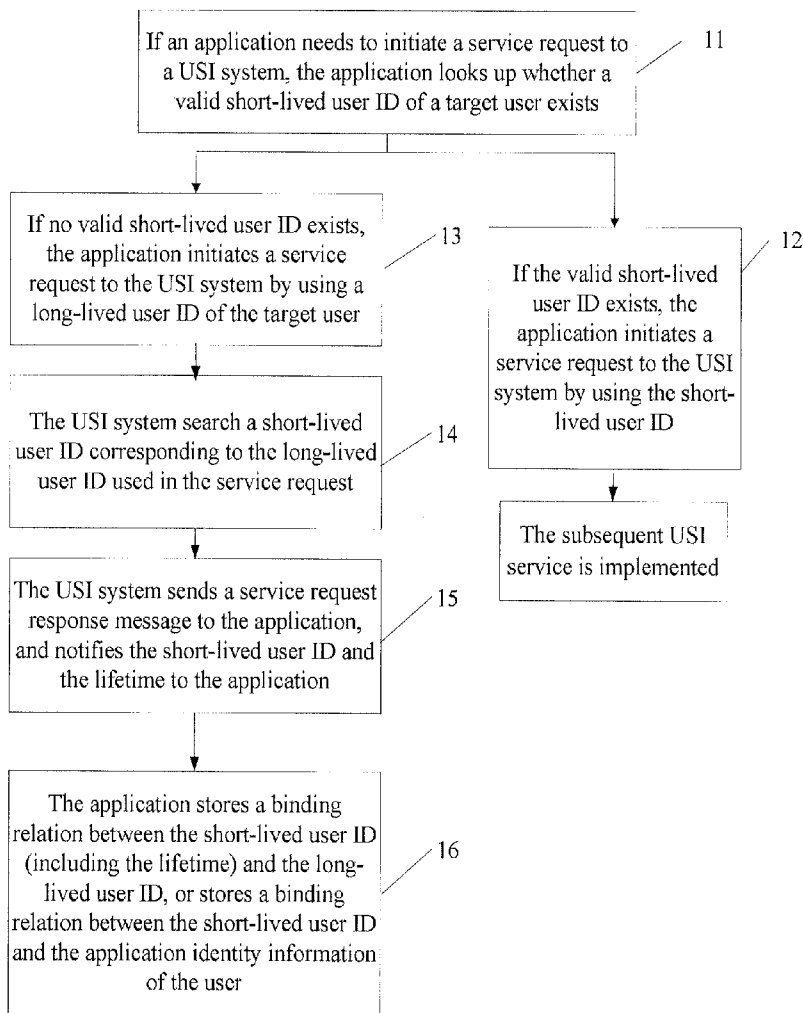 If an application needs to initiate a service request to
a USI system, the application looks up whether a
valid short-lived user ID of a target user exists
11
If no valid short-lived user ID exists,
the application initiates a service
request to the USI system by using a
long-lived user ID of the target user
13
12
If the valid short-lived
user ID exists, the
application initiates a
service request to the USI
system by using the short-
lived user ID
The USI system search a short-lived
user ID corresponding to the long-lived
user ID used in the service request
14
The subsequent USI
service is implemented
The USI system sends a service request
response message to the application,
and notifies the short-lived user ID and
the lifetime to the application
15
The application stores a binding
relation between the short-lived user ID
(including the lifetime) and the long-
lived user ID, or stores a binding
relation between the short-lived user ID
and the application identity information
of the user
16